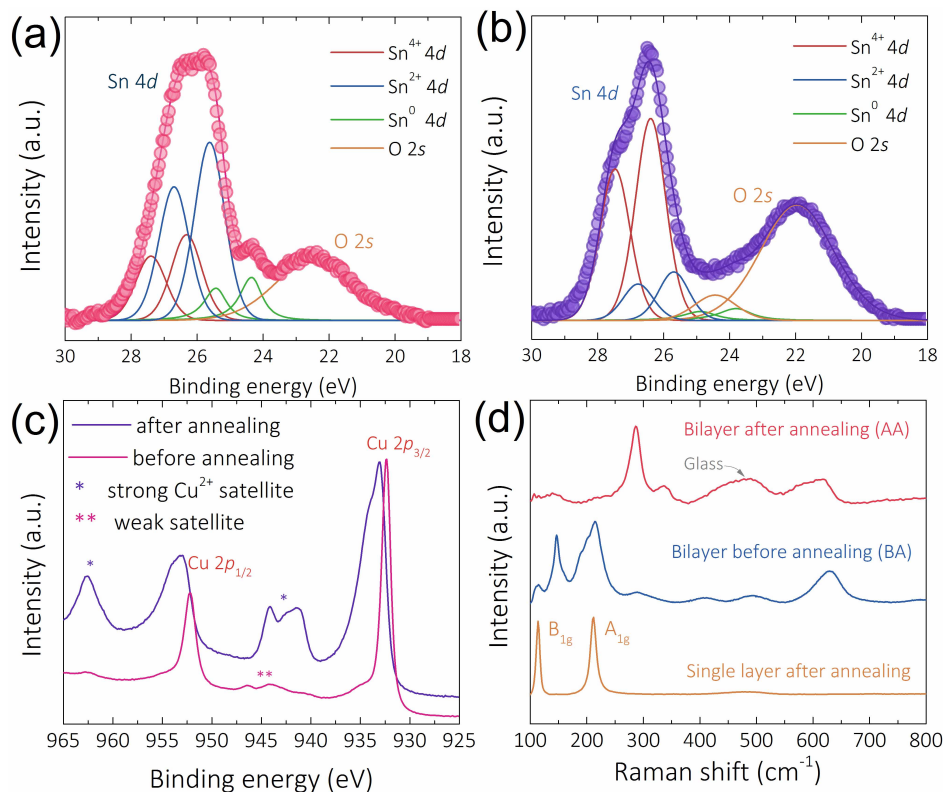 (a)
Sn 4d
Sn⁴⁺ 4d
Sn²⁺ 4d
Sn⁰ 4d
O 2s
O 2s
Intensity (a.u.)
30 28 26 24 22 20 18
Binding energy (eV)
(b)
Sn 4d
Sn⁴⁺ 4d
Sn²⁺ 4d
Sn⁰ 4d
O 2s
O 2s
Intensity (a.u.)
30 28 26 24 22 20 18
Binding energy (eV)
(c)
after annealing
before annealing
* strong Cu²⁺ satellite
** weak satellite
Cu 2p₃/₂
Cu 2p₁/₂
*
*
**
Intensity (a.u.)
965 960 955 950 945 940 935 930 925
Binding energy (eV)
(d)
Bilayer after annealing (AA)
Glass
Bilayer before annealing (BA)
B₁g
A₁g
Single layer after annealing
Intensity (a.u.)
100 200 300 400 500 600 700 800
Raman shift (cm⁻¹)